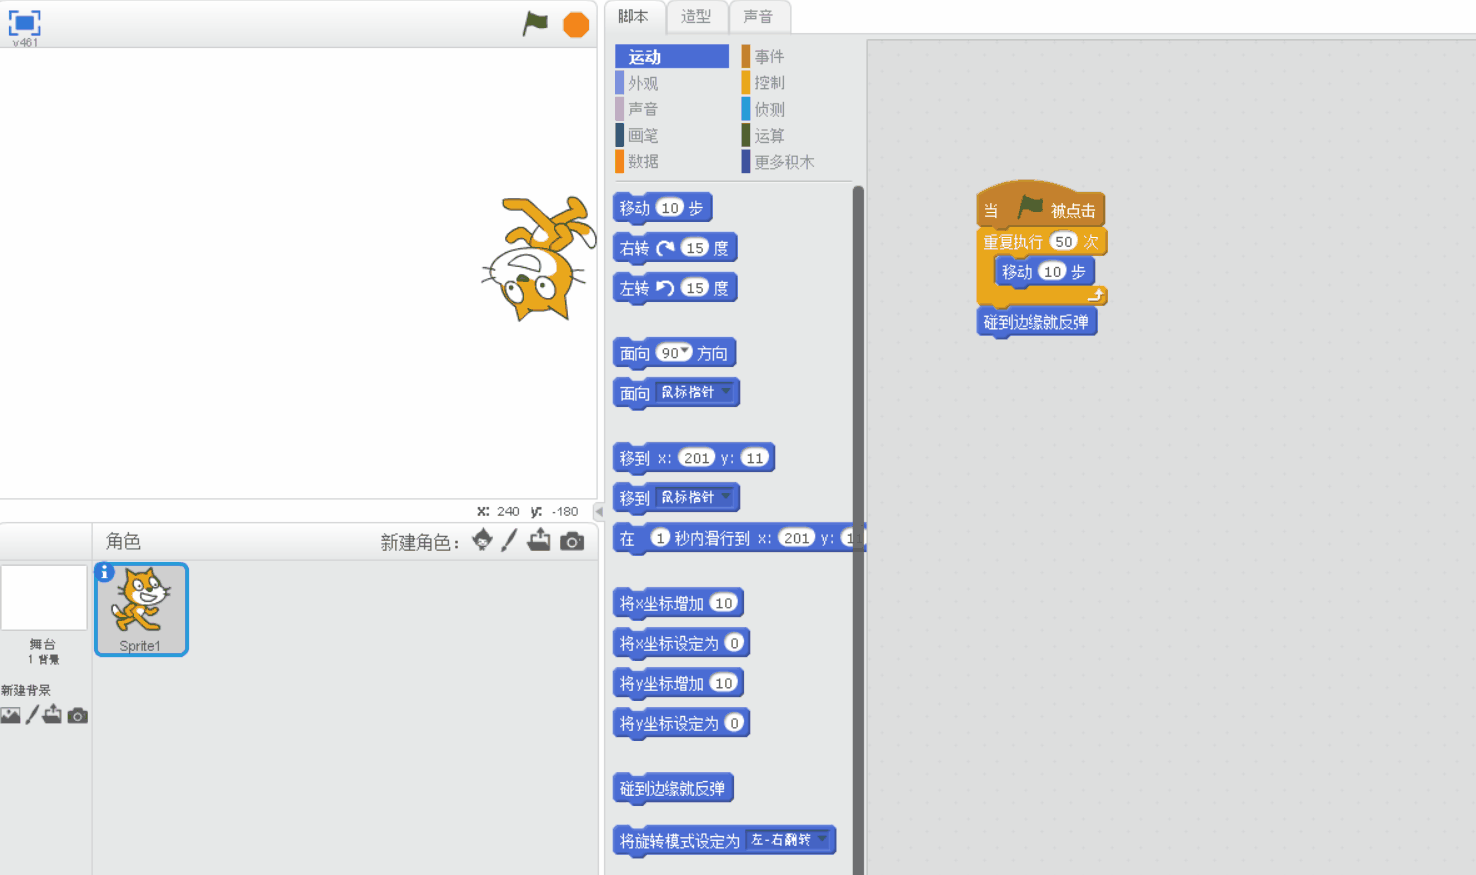 v461
脚本
造型
声音
运动
事件
外观
控制
声音
侦测
画笔
运算
数据
更多积木
移动 10 步
右转 15 度
左转 15 度
面向 90 方向
面向 鼠标指针
移到 x: 201 y: 11
移到 鼠标指针
在 1 秒内滑行到 x: 201 y: 11
将x坐标增加 10
将x坐标设定为 0
将y坐标增加 10
将y坐标设定为 0
碰到边缘就反弹
将旋转模式设定为 左-右翻转
当 被点击
重复执行 50 次
移动 10 步
碰到边缘就反弹
x: 240 y: -180
角色
新建角色：
Sprite1
舞台
1 背景
新建背景